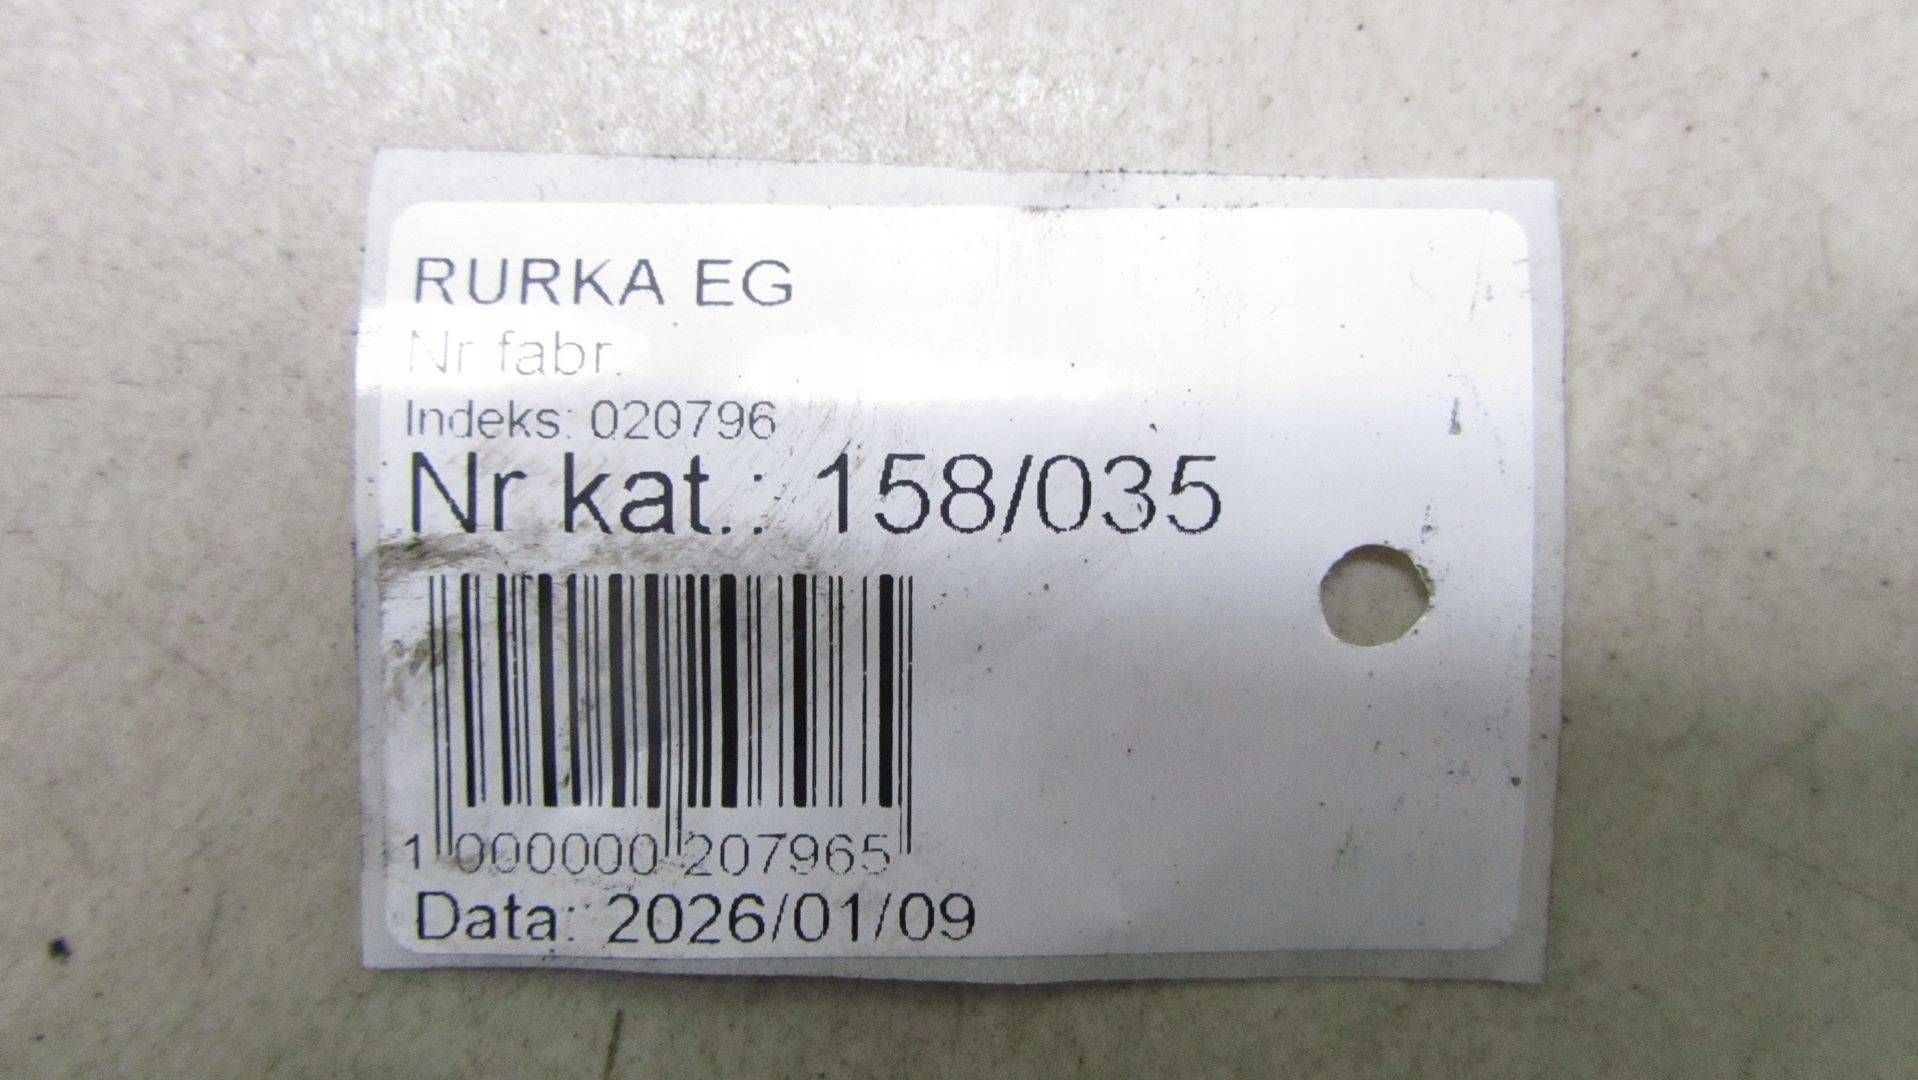 RURKA EG
Nr fabr.
Indeks: 020796
Nr kat.: 158/035
1 000000 207965
Data: 2026/01/09